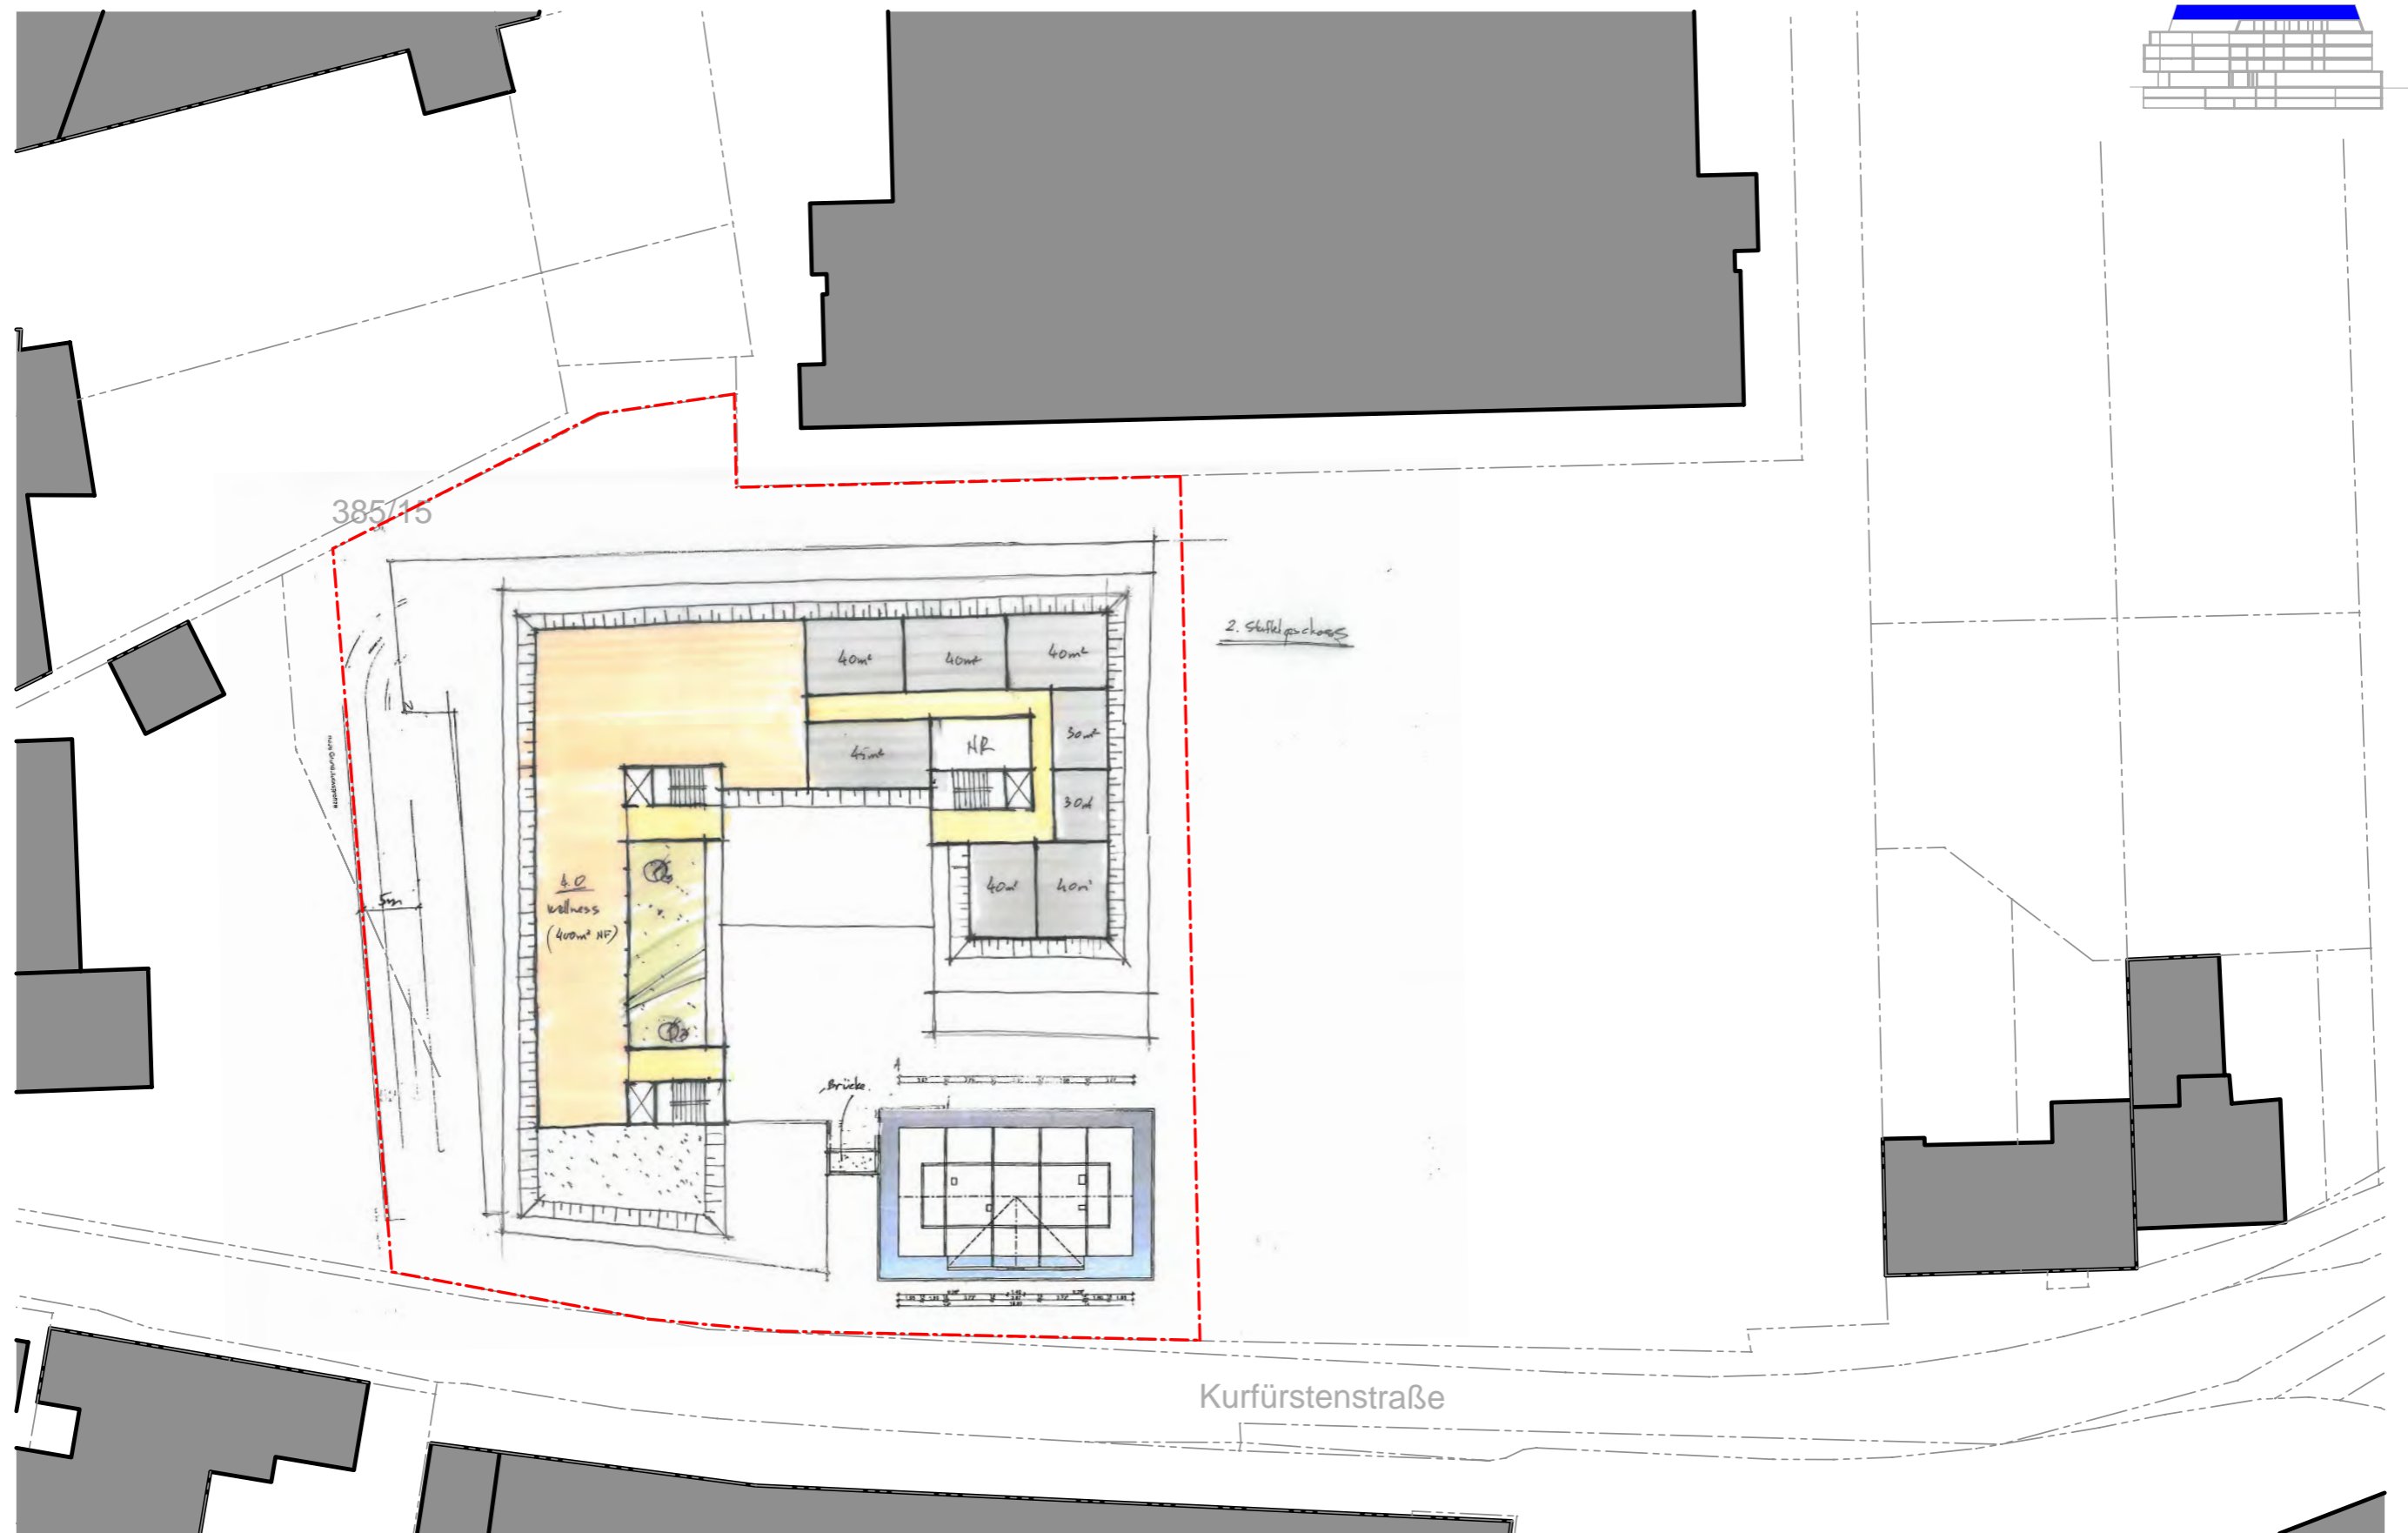 385/15
2. Staffelgeschoss
40m²
40m²
40m²
30m²
45m²
NR
30m²
4.0
Wellness
(400m² NF)
40m²
40m²
5m
Brücke
A
Kurfürstenstraße